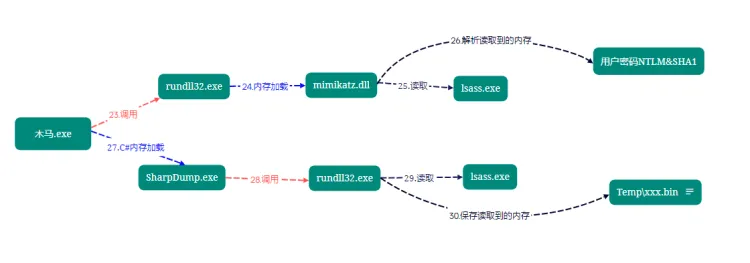 26.解析读取到的内存
用户密码NTLM&SHA1
rundll32.exe
24.内存加载
mimikatz.dll
25.读取
lsass.exe
23.调用
木马.exe
27.C#内存加载
SharpDump.exe
28.调用
rundll32.exe
29.读取
lsass.exe
Temp\xxx.bin
30.保存读取到的内存